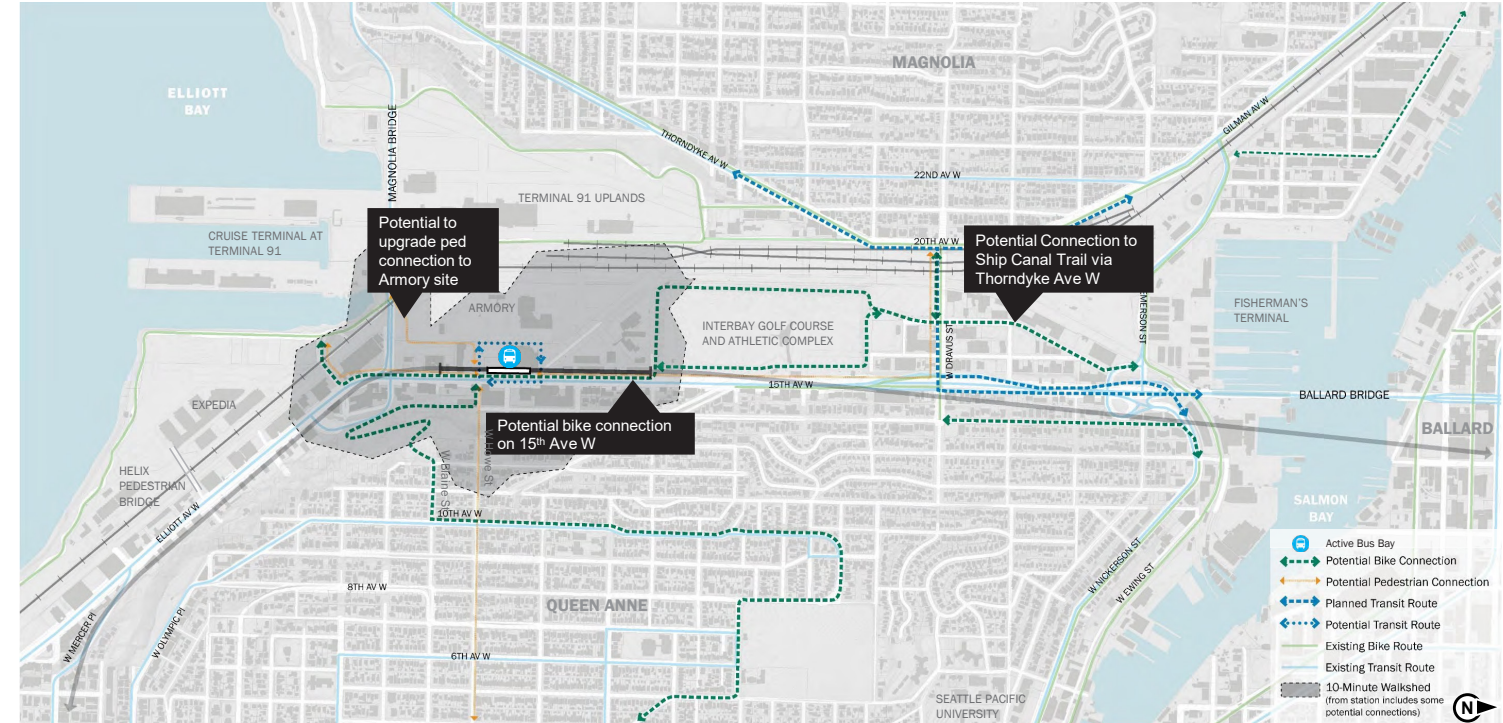 MAGNOLIA
ELLIOTT
BAY
MAGNOLIA BRIDGE
THORNDYKE AV W
GILMAN AV W
22ND AV W
TERMINAL 91 UPLANDS
CRUISE TERMINAL AT
TERMINAL 91
Potential to
upgrade ped
connection to
Armory site
20TH AV W
Potential Connection to
Ship Canal Trail via
Thorndyke Ave W
EMERSON ST
FISHERMAN'S
TERMINAL
ARMORY
INTERBAY GOLF COURSE
AND ATHLETIC COMPLEX
W DRAVUS ST
15TH AV W
BALLARD BRIDGE
BALLARD
EXPEDIA
Potential bike connection
on 15th Ave W
W Howe St
W Blaine St
HELIX
PEDESTRIAN
BRIDGE
ELLIOTT AV W
10TH AV W
SALMON
BAY
8TH AV W
QUEEN ANNE
W NICKERSON ST
W EWING ST
W MERCER PI
W OLYMPIC PI
6TH AV W
SEATTLE PACIFIC
UNIVERSITY
Active Bus Bay
Potential Bike Connection
Potential Pedestrian Connection
Planned Transit Route
Potential Transit Route
Existing Bike Route
Existing Transit Route
10-Minute Walkshed
(from station includes some
potential connections)
N